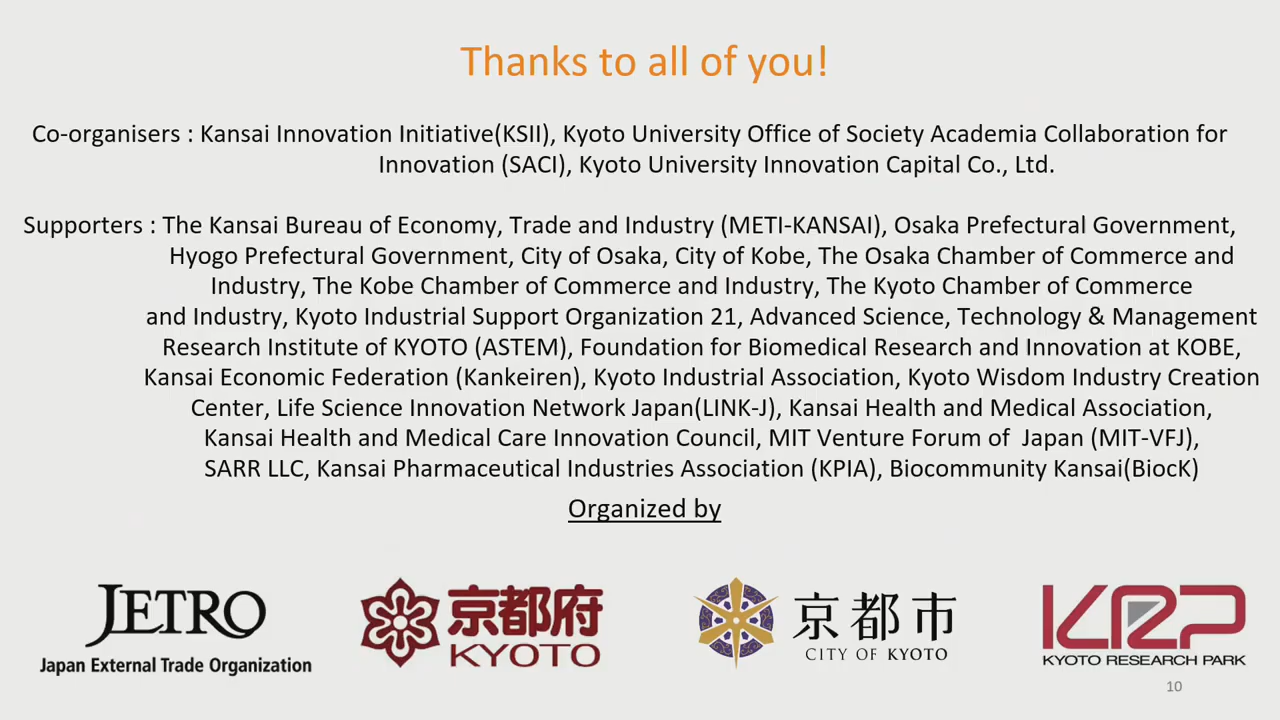 Thanks to all of you!
Co-organisers : Kansai Innovation Initiative(KSII), Kyoto University Office of Society Academia Collaboration for
Innovation (SACI), Kyoto University Innovation Capital Co., Ltd.
Supporters : The Kansai Bureau of Economy, Trade and Industry (METI-KANSAI), Osaka Prefectural Government,
Hyogo Prefectural Government, City of Osaka, City of Kobe, The Osaka Chamber of Commerce and
Industry, The Kobe Chamber of Commerce and Industry, The Kyoto Chamber of Commerce
and Industry, Kyoto Industrial Support Organization 21, Advanced Science, Technology & Management
Research Institute of KYOTO (ASTEM), Foundation for Biomedical Research and Innovation at KOBE,
Kansai Economic Federation (Kankeiren), Kyoto Industrial Association, Kyoto Wisdom Industry Creation
Center, Life Science Innovation Network Japan(LINK-J), Kansai Health and Medical Association,
Kansai Health and Medical Care Innovation Council, MIT Venture Forum of  Japan (MIT-VFJ),
SARR LLC, Kansai Pharmaceutical Industries Association (KPIA), Biocommunity Kansai(BiocK)
Organized by
JETRO
Japan External Trade Organization
京都府
KYOTO
京都市
CITY OF KYOTO
KRP
KYOTO RESEARCH PARK
10